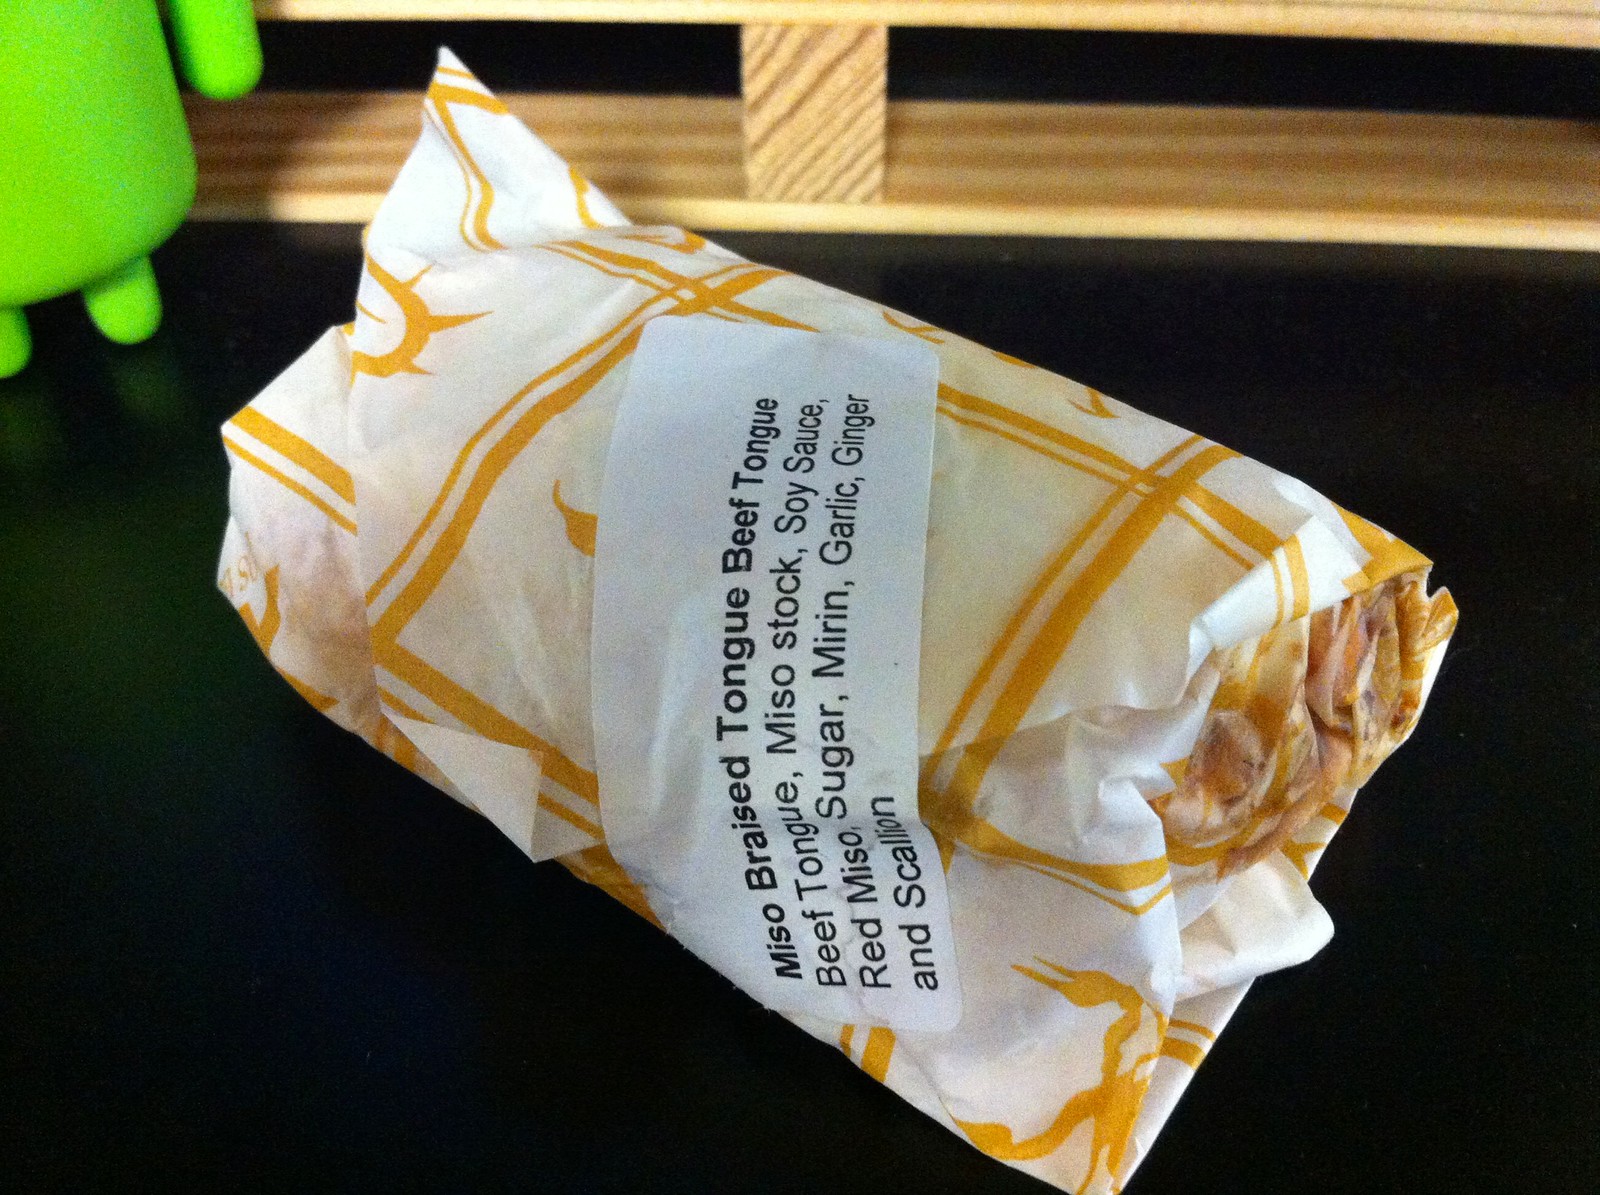 Miso Braised Tongue Beef Tongue
Beef Tongue, Miso stock, Soy Sauce,
Red Miso, Sugar, Mirin, Garlic, Ginger
and Scallion